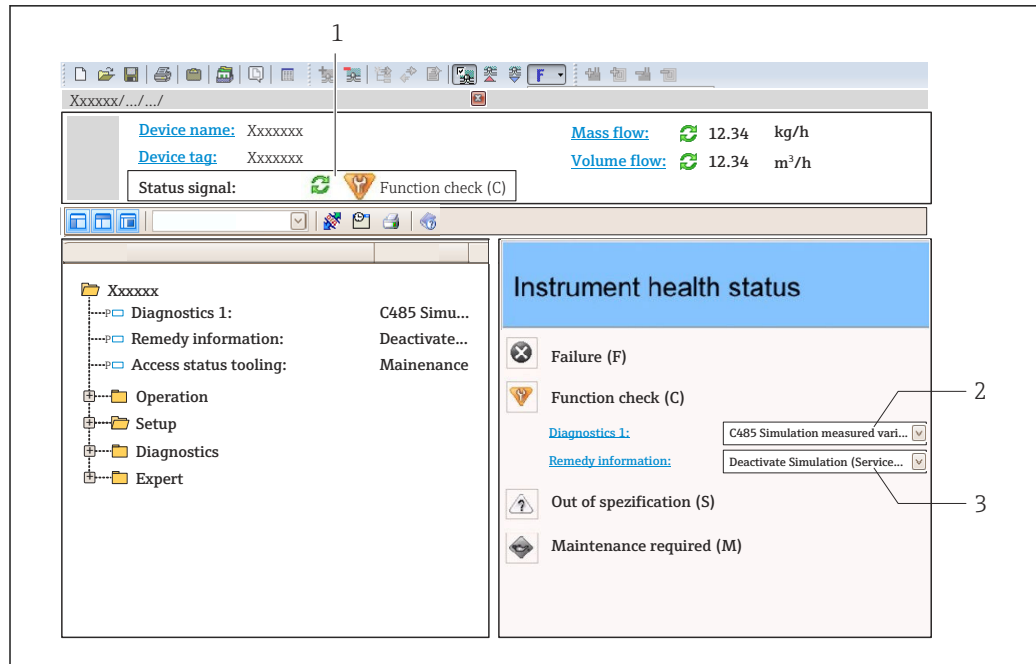 1
F
Xxxxxx/.../.../
Device name: Xxxxxxx
Mass flow: 12.34 kg/h
Device tag: Xxxxxxx
Volume flow: 12.34 m³/h
Status signal: Function check (C)
Xxxxxx
Diagnostics 1: C485 Simu...
Remedy information: Deactivate...
Access status tooling: Mainenance
Operation
Setup
Diagnostics
Expert
Instrument health status
Failure (F)
Function check (C)
Diagnostics 1: C485 Simulation measured vari...
2
Remedy information: Deactivate Simulation (Service...
3
Out of spezification (S)
Maintenance required (M)